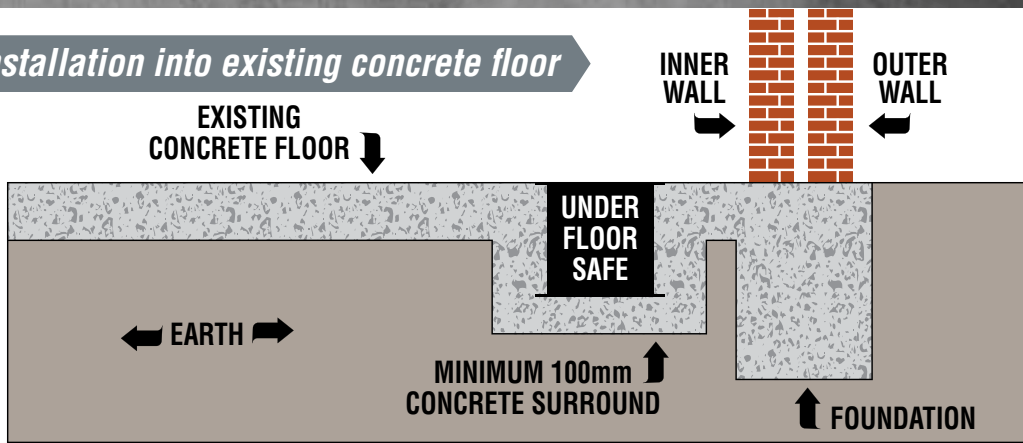 stallation into existing concrete floor
INNER
WALL
OUTER
WALL
EXISTING
CONCRETE FLOOR
UNDER
FLOOR
SAFE
EARTH
MINIMUM 100mm
CONCRETE SURROUND
FOUNDATION